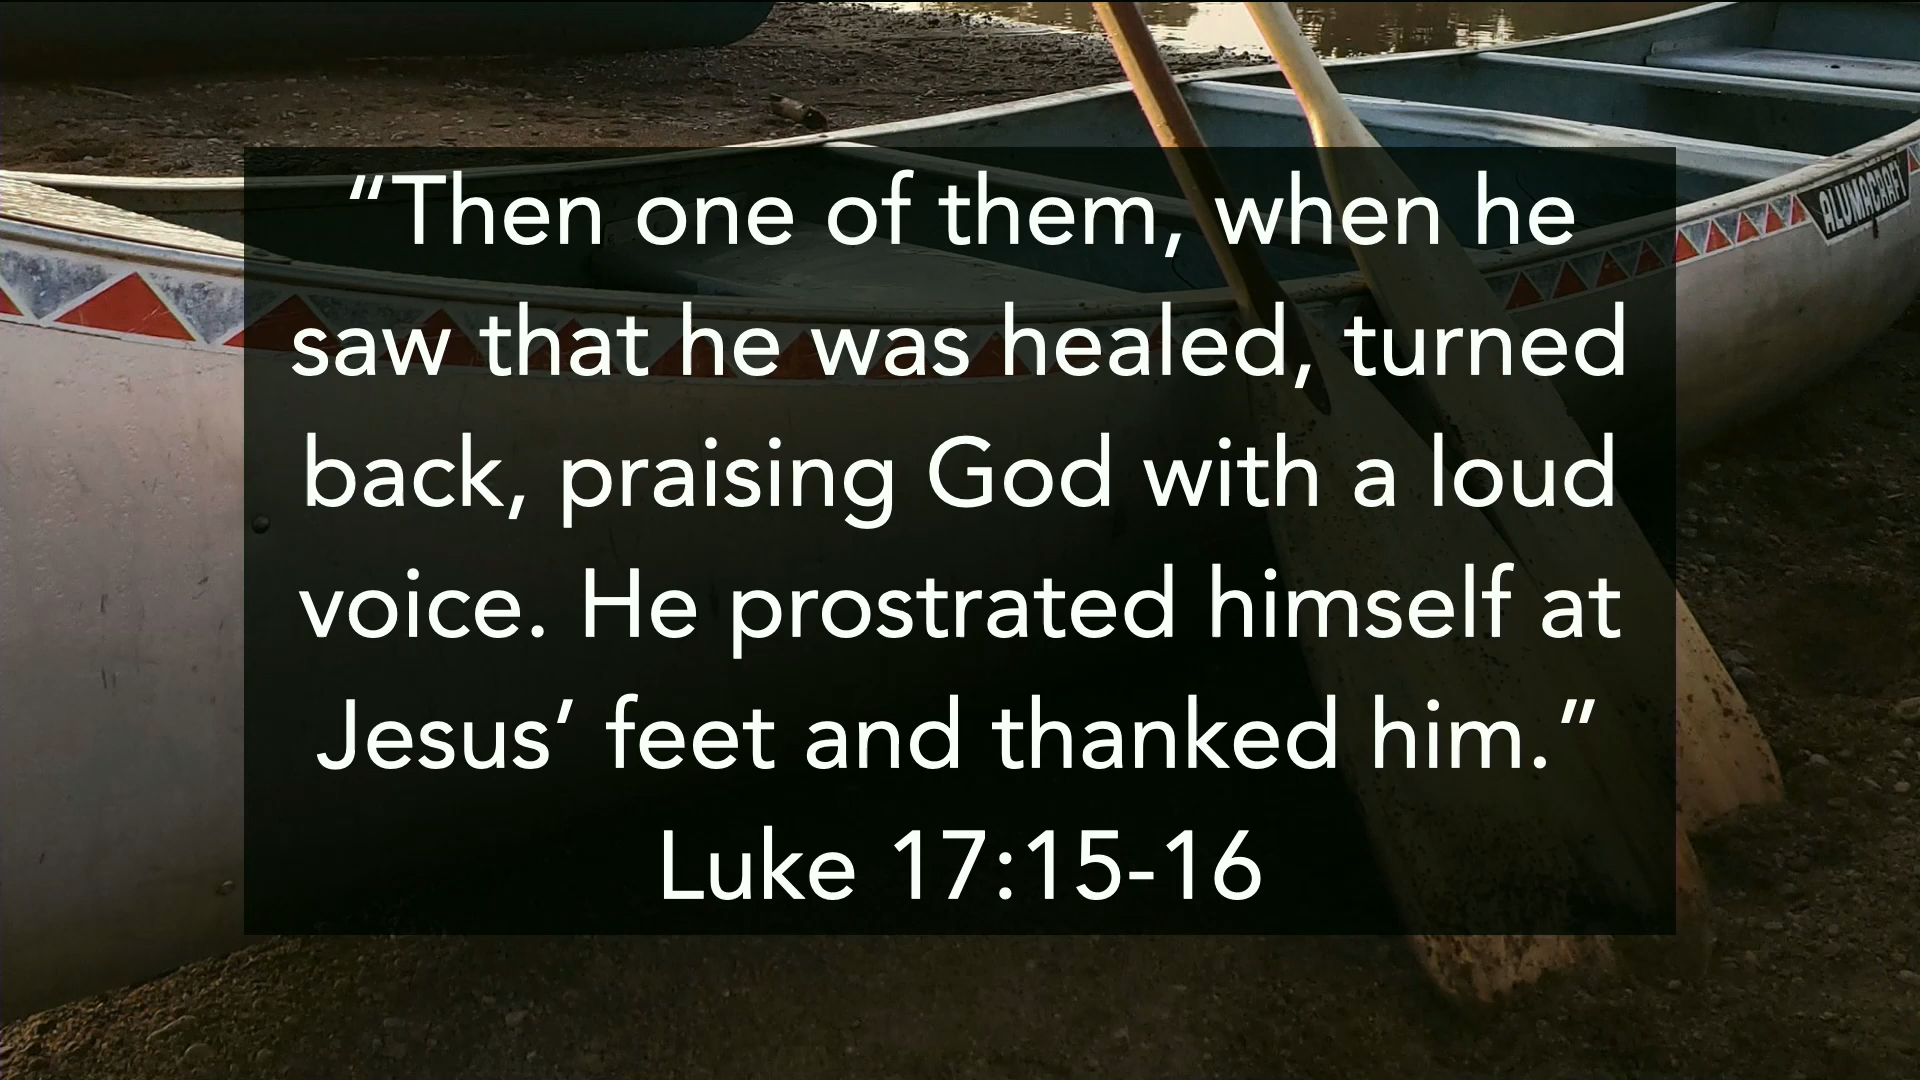 ALUMACRAFT
“Then one of them, when he
saw that he was healed, turned
back, praising God with a loud
voice. He prostrated himself at
Jesus’ feet and thanked him.”
Luke 17:15-16